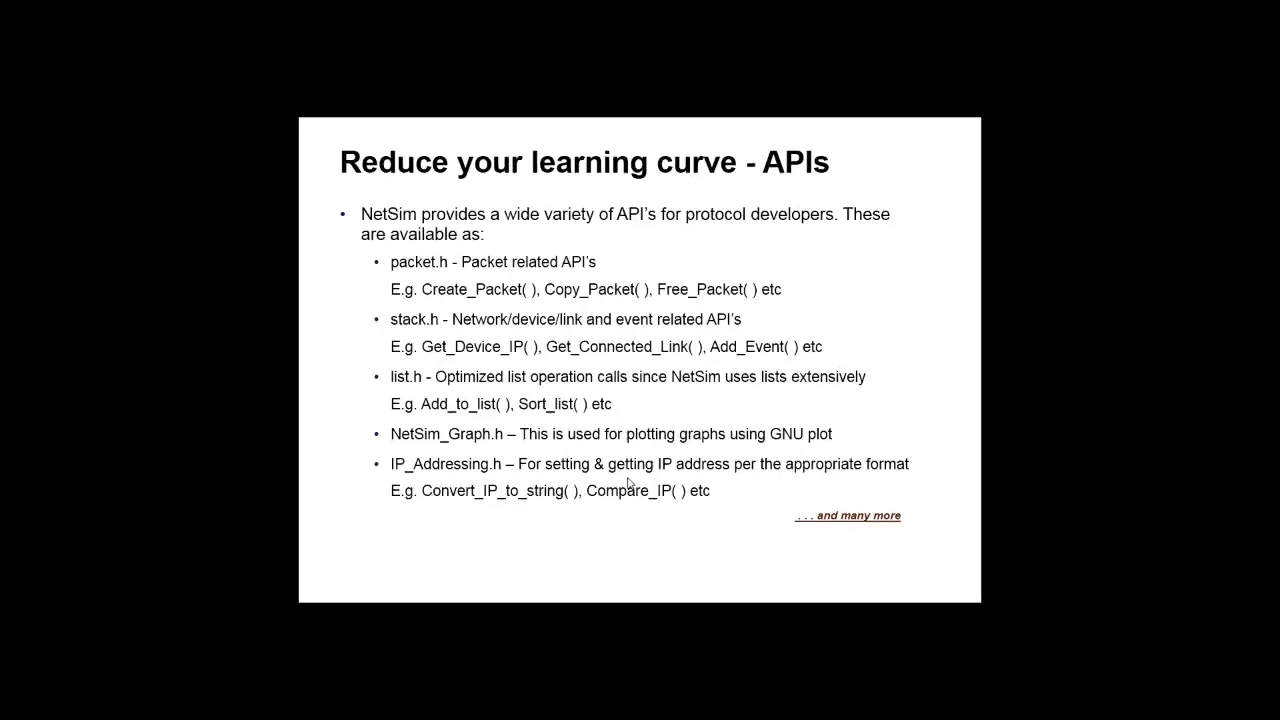 Reduce your learning curve - APIs
• NetSim provides a wide variety of API's for protocol developers. These
are available as:
• packet.h - Packet related API's
E.g. Create_Packet( ), Copy_Packet( ), Free_Packet( ) etc
• stack.h - Network/device/link and event related API's
E.g. Get_Device_IP( ), Get_Connected_Link( ), Add_Event( ) etc
• list.h - Optimized list operation calls since NetSim uses lists extensively
E.g. Add_to_list( ), Sort_list( ) etc
• NetSim_Graph.h – This is used for plotting graphs using GNU plot
• IP_Addressing.h – For setting & getting IP address per the appropriate format
E.g. Convert_IP_to_string( ), Compare_IP( ) etc
. . . and many more